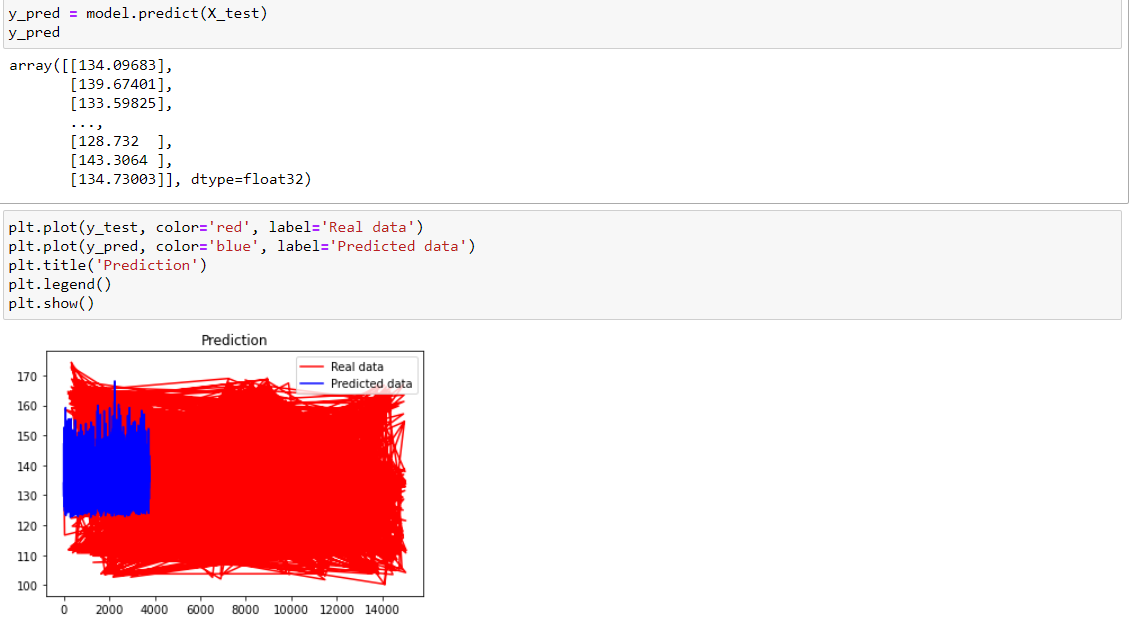 y_pred = model.predict(X_test)
y_pred
array([[134.09683],
[139.67401],
[133.59825],
...,
[128.732 ],
[143.3064 ],
[134.73003]], dtype=float32)
plt.plot(y_test, color='red', label='Real data')
plt.plot(y_pred, color='blue', label='Predicted data')
plt.title('Prediction')
plt.legend()
plt.show()
Prediction
Real data
Predicted data
170
160
150
140
130
120
110
100
0 2000 4000 6000 8000 10000 12000 14000